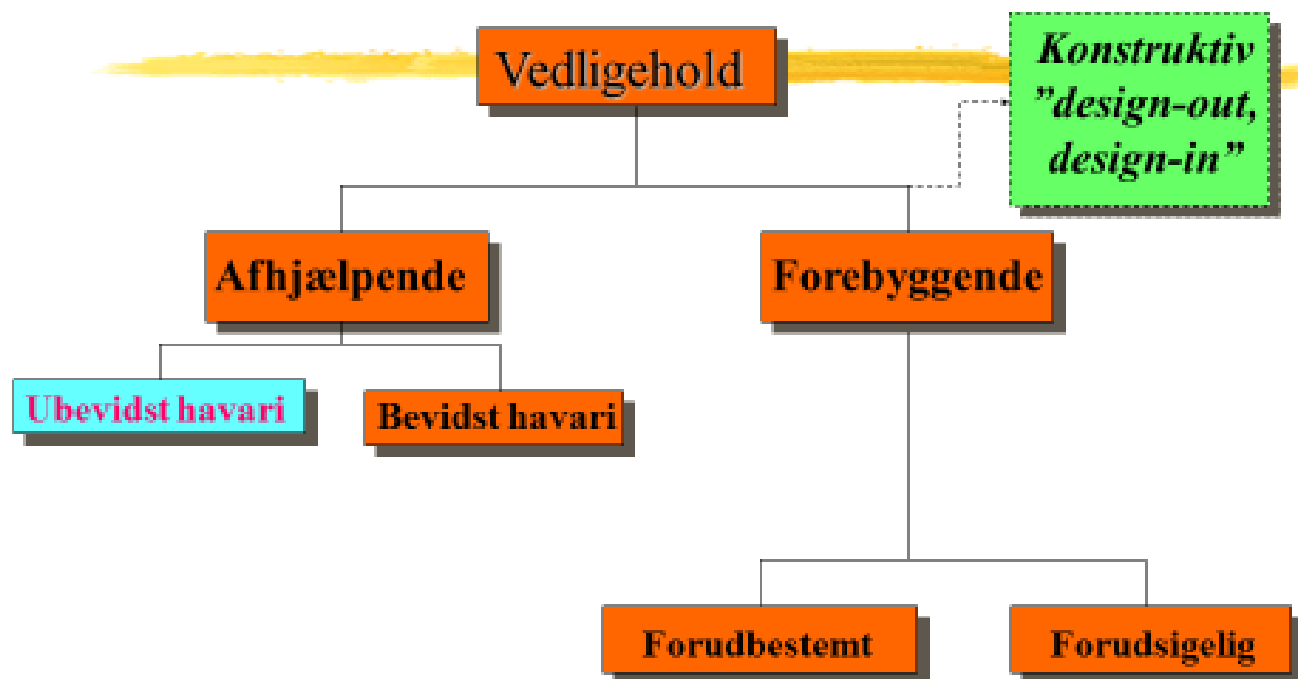 Vedligehold
Konstruktiv
”design-out,
design-in”
Afhjælpende
Forebyggende
Ubevidst havari
Bevidst havari
Forudbestemt
Forudsigelig